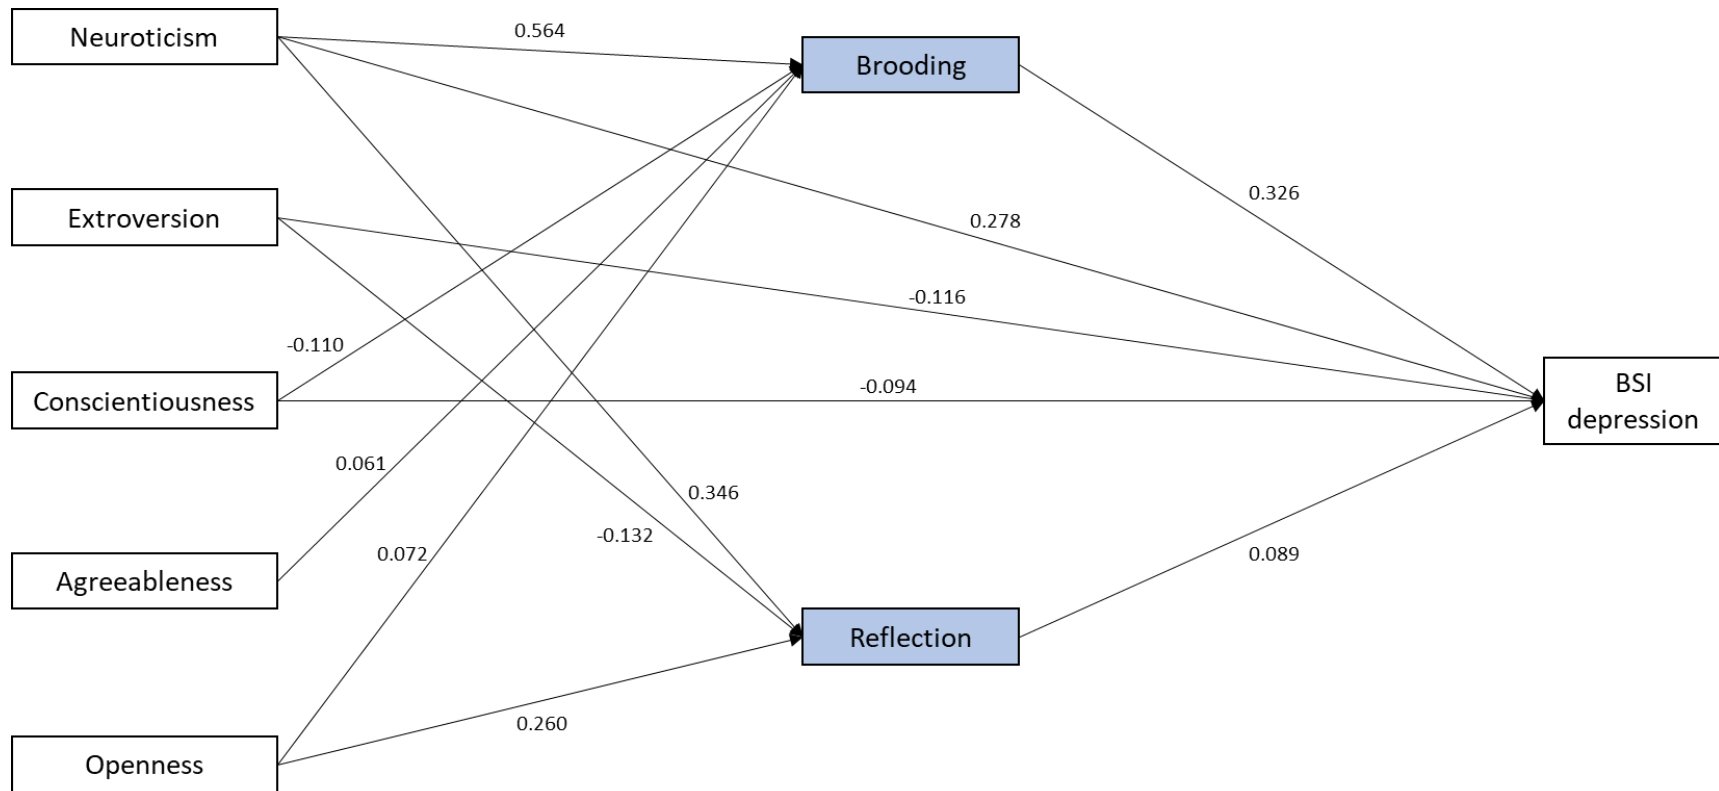 Neuroticism
0.564
Brooding
Extroversion
0.326
0.278
-0.116
-0.110
Conscientiousness
-0.094
BSI
depression
0.061
0.346
-0.132
0.072
0.089
Agreeableness
Reflection
0.260
Openness